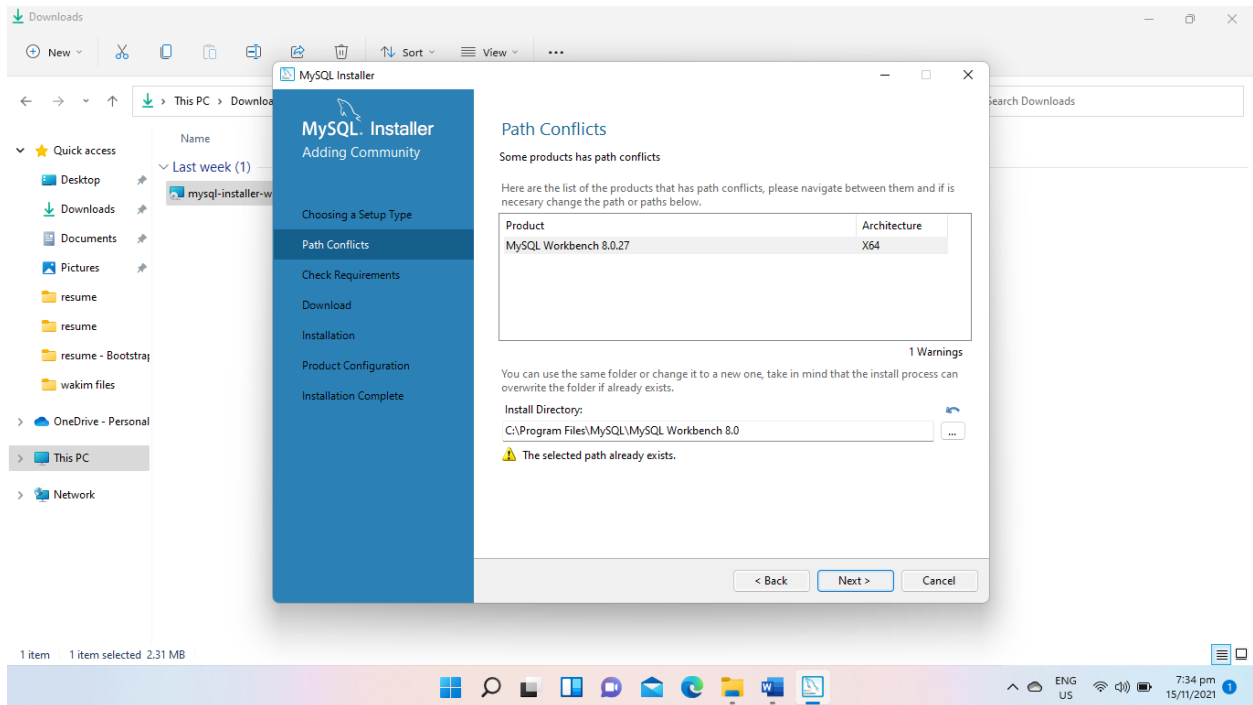 Downloads
New
Sort
View
This PC > Downloa
Search Downloads
Quick access
Desktop
Downloads
Documents
Pictures
resume
resume
resume - Bootstrap
wakim files
OneDrive - Personal
This PC
Network
Name
Last week (1)
mysql-installer-w
MySQL Installer
MySQL. Installer
Adding Community
Choosing a Setup Type
Path Conflicts
Check Requirements
Download
Installation
Product Configuration
Installation Complete
Path Conflicts
Some products has path conflicts
Here are the list of the products that has path conflicts, please navigate between them and if is
necesary change the path or paths below.
Product Architecture
MySQL Workbench 8.0.27 X64
1 Warnings
You can use the same folder or change it to a new one, take in mind that the install process can
overwrite the folder if already exists.
Install Directory:
C:\Program Files\MySQL\MySQL Workbench 8.0
...
The selected path already exists.
< Back Next > Cancel
1 item 1 item selected 2.31 MB
ENG
US
7:34 pm
15/11/2021
1